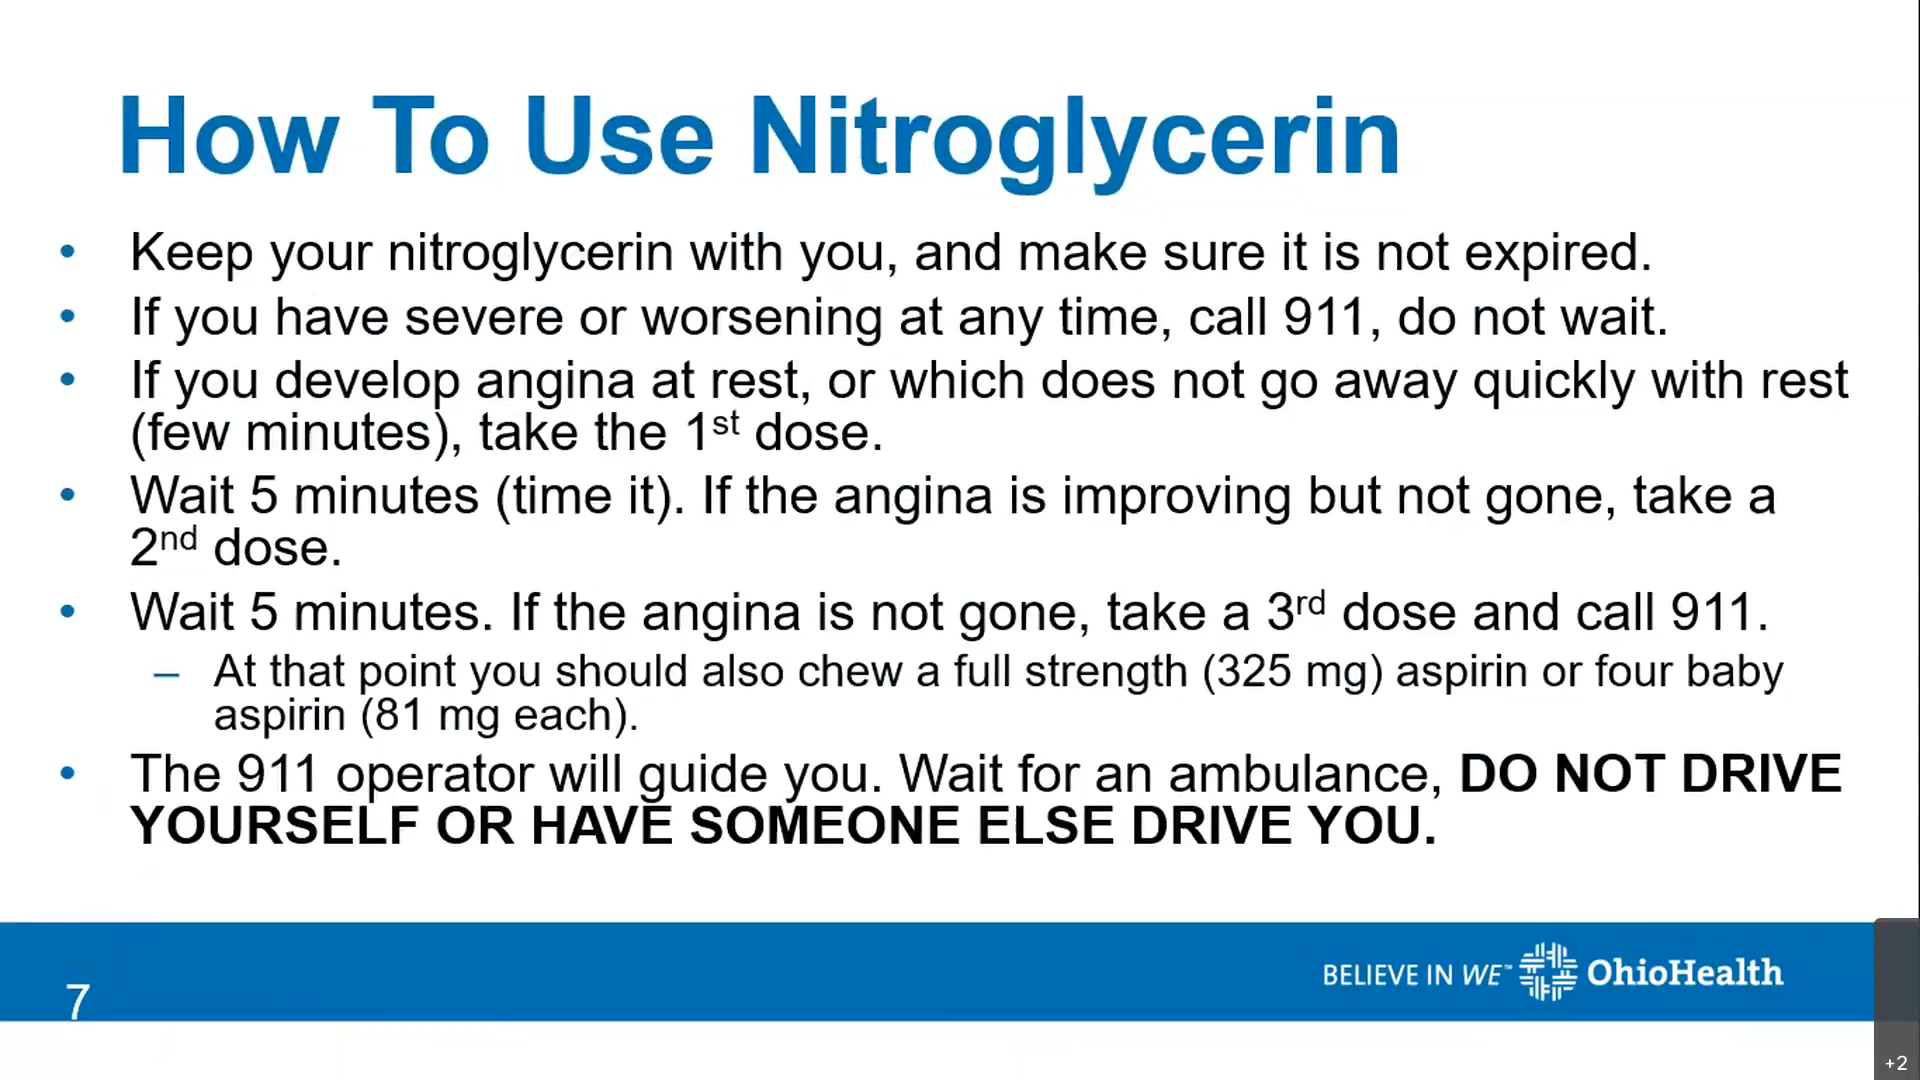 How To Use Nitroglycerin
• Keep your nitroglycerin with you, and make sure it is not expired.
• If you have severe or worsening at any time, call 911, do not wait.
• If you develop angina at rest, or which does not go away quickly with rest
(few minutes), take the 1st dose.
• Wait 5 minutes (time it). If the angina is improving but not gone, take a
2nd dose.
• Wait 5 minutes. If the angina is not gone, take a 3rd dose and call 911.
– At that point you should also chew a full strength (325 mg) aspirin or four baby
aspirin (81 mg each).
• The 911 operator will guide you. Wait for an ambulance, DO NOT DRIVE
YOURSELF OR HAVE SOMEONE ELSE DRIVE YOU.
BELIEVE IN WE™ OhioHealth
7
+2